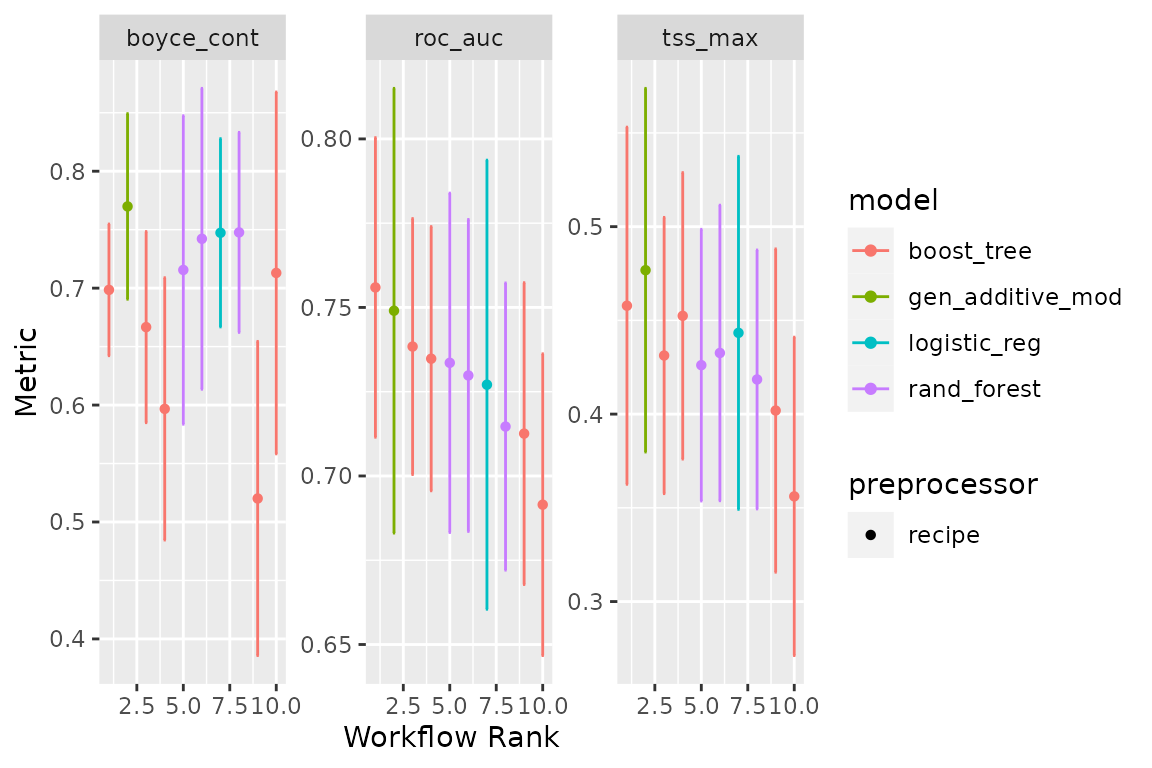 boyce_cont roc_auc tss_max
0.8
0.7
0.6
0.5
0.4
0.80
0.75
0.70
0.65
0.5
0.4
0.3
2.5 5.0 7.5 10.0 2.5 5.0 7.5 10.0 2.5 5.0 7.5 10.0
Metric
Workflow Rank
model
boost_tree
gen_additive_mod
logistic_reg
rand_forest
preprocessor
recipe